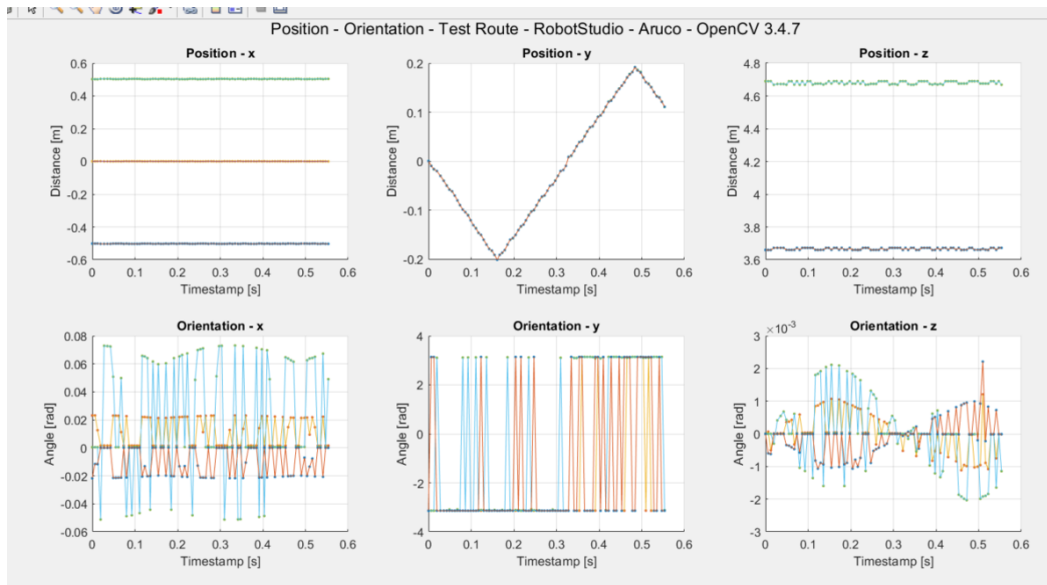 Position - Orientation - Test Route - RobotStudio - Aruco - OpenCV 3.4.7
Position - x
Distance [m]
0.6
0.4
0.2
0
-0.2
-0.4
-0.6
0 0.1 0.2 0.3 0.4 0.5 0.6
Timestamp [s]
Position - y
Distance [m]
0.2
0.1
0
-0.1
-0.2
0 0.1 0.2 0.3 0.4 0.5 0.6
Timestamp [s]
Position - z
Distance [m]
4.8
4.6
4.4
4.2
4
3.8
3.6
0 0.1 0.2 0.3 0.4 0.5 0.6
Timestamp [s]
Orientation - x
Angle [rad]
0.08
0.06
0.04
0.02
0
-0.02
-0.04
-0.06
0 0.1 0.2 0.3 0.4 0.5 0.6
Timestamp [s]
Orientation - y
Angle [rad]
4
2
0
-2
-4
0 0.1 0.2 0.3 0.4 0.5 0.6
Timestamp [s]
Orientation - z
×10⁻³
Angle [rad]
3
2
1
0
-1
-2
-3
0 0.1 0.2 0.3 0.4 0.5 0.6
Timestamp [s]